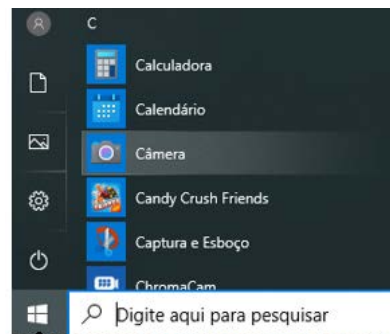 C
Calculadora
Calendário
Câmera
Candy Crush Friends
Captura e Esboço
ChromaCam
Digite aqui para pesquisar